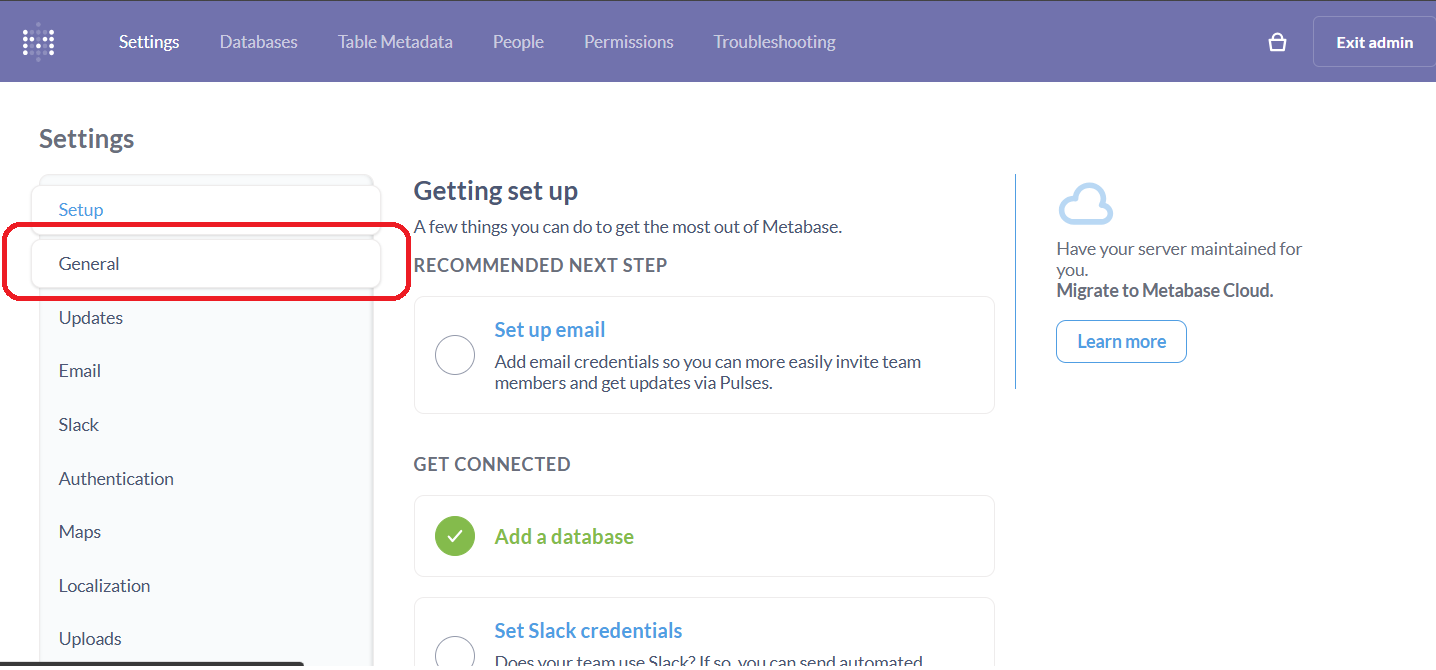 Settings
Databases
Table Metadata
People
Permissions
Troubleshooting
Exit admin
Settings
Setup
General
Updates
Email
Slack
Authentication
Maps
Localization
Uploads
Getting set up
A few things you can do to get the most out of Metabase.
RECOMMENDED NEXT STEP
Set up email
Add email credentials so you can more easily invite team
members and get updates via Pulses.
GET CONNECTED
Add a database
Set Slack credentials
Does your team use Slack? If so, you can send automated
Have your server maintained for
you.
Migrate to Metabase Cloud.
Learn more